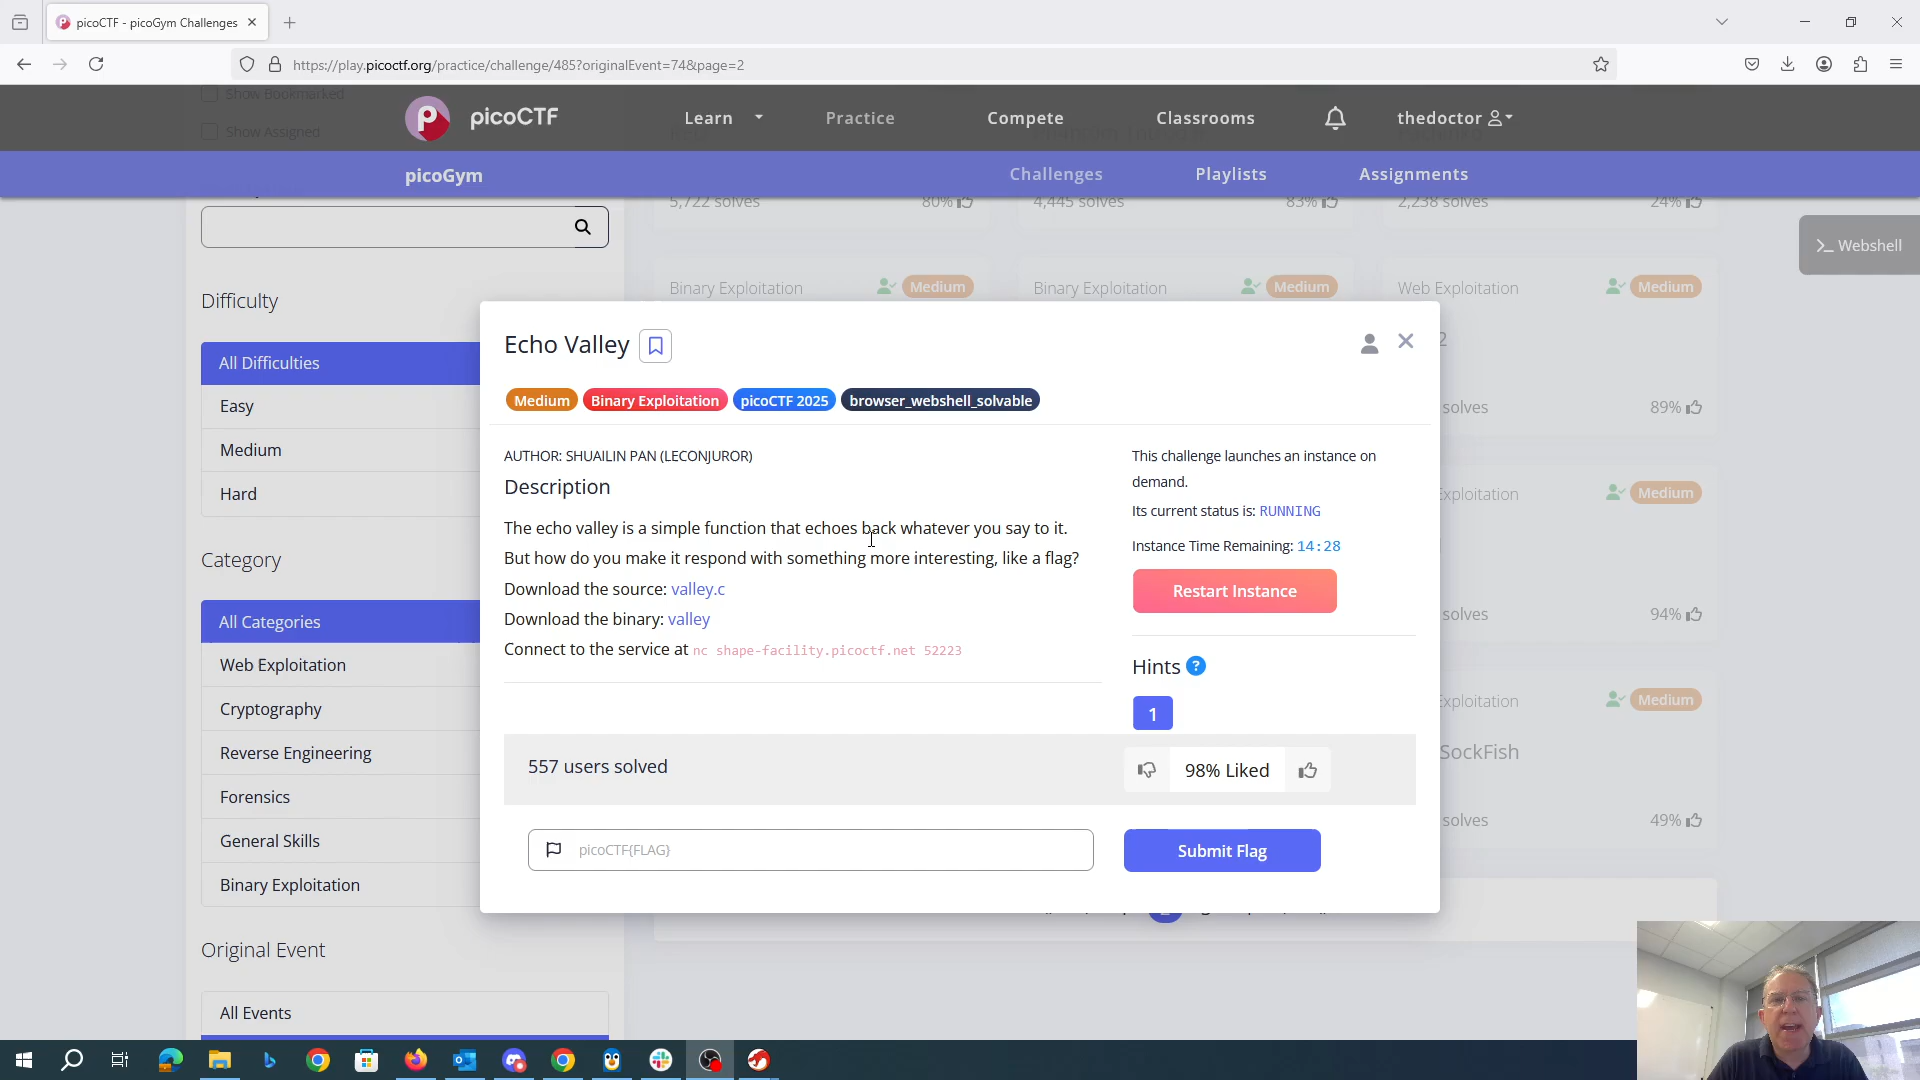 picoCTF - picoGym Challenges
https://play.picoctf.org/practice/challenge/485?originalEvent=74&page=2
Show Bookmarked
Show Assigned
picoCTF
Learn
Practice
Compete
Classrooms
thedoctor
picoGym
Challenges
Playlists
Assignments
5,722 solves
80%
4,445 solves
83%
2,238 solves
24%
>_ Webshell
Difficulty
All Difficulties
Easy
Medium
Hard
Category
All Categories
Web Exploitation
Cryptography
Reverse Engineering
Forensics
General Skills
Binary Exploitation
Original Event
All Events
Binary Exploitation
Medium
Binary Exploitation
Medium
Web Exploitation
Medium
2
solves
89%
Exploitation
Medium
solves
94%
Exploitation
Medium
SockFish
solves
49%
Echo Valley
Medium
Binary Exploitation
picoCTF 2025
browser_webshell_solvable
AUTHOR: SHUAILIN PAN (LECONJUROR)
Description
The echo valley is a simple function that echoes back whatever you say to it.
But how do you make it respond with something more interesting, like a flag?
Download the source: valley.c
Download the binary: valley
Connect to the service at nc shape-facility.picoctf.net 52223
This challenge launches an instance on
demand.
Its current status is: RUNNING
Instance Time Remaining: 14:28
Restart Instance
Hints ?
1
557 users solved
98% Liked
picoCTF{FLAG}
Submit Flag